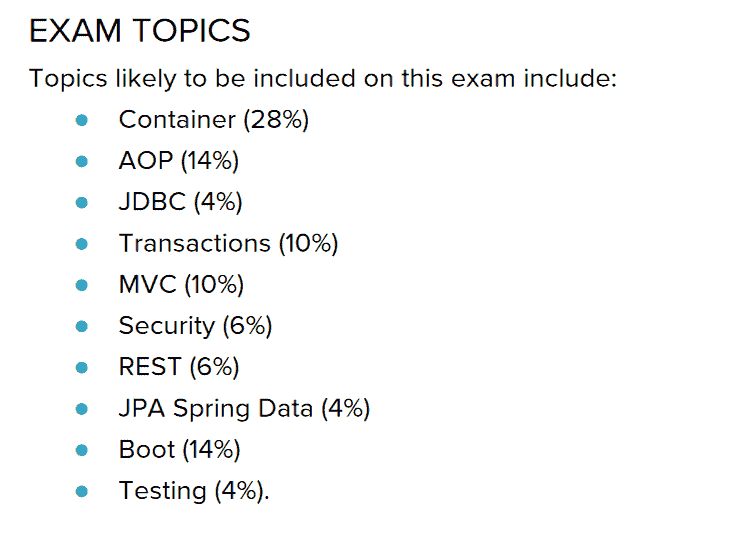 EXAM TOPICS
Topics likely to be included on this exam include:
Container (28%)
AOP (14%)
JDBC (4%)
Transactions (10%)
MVC (10%)
Security (6%)
REST (6%)
JPA Spring Data (4%)
Boot (14%)
Testing (4%).